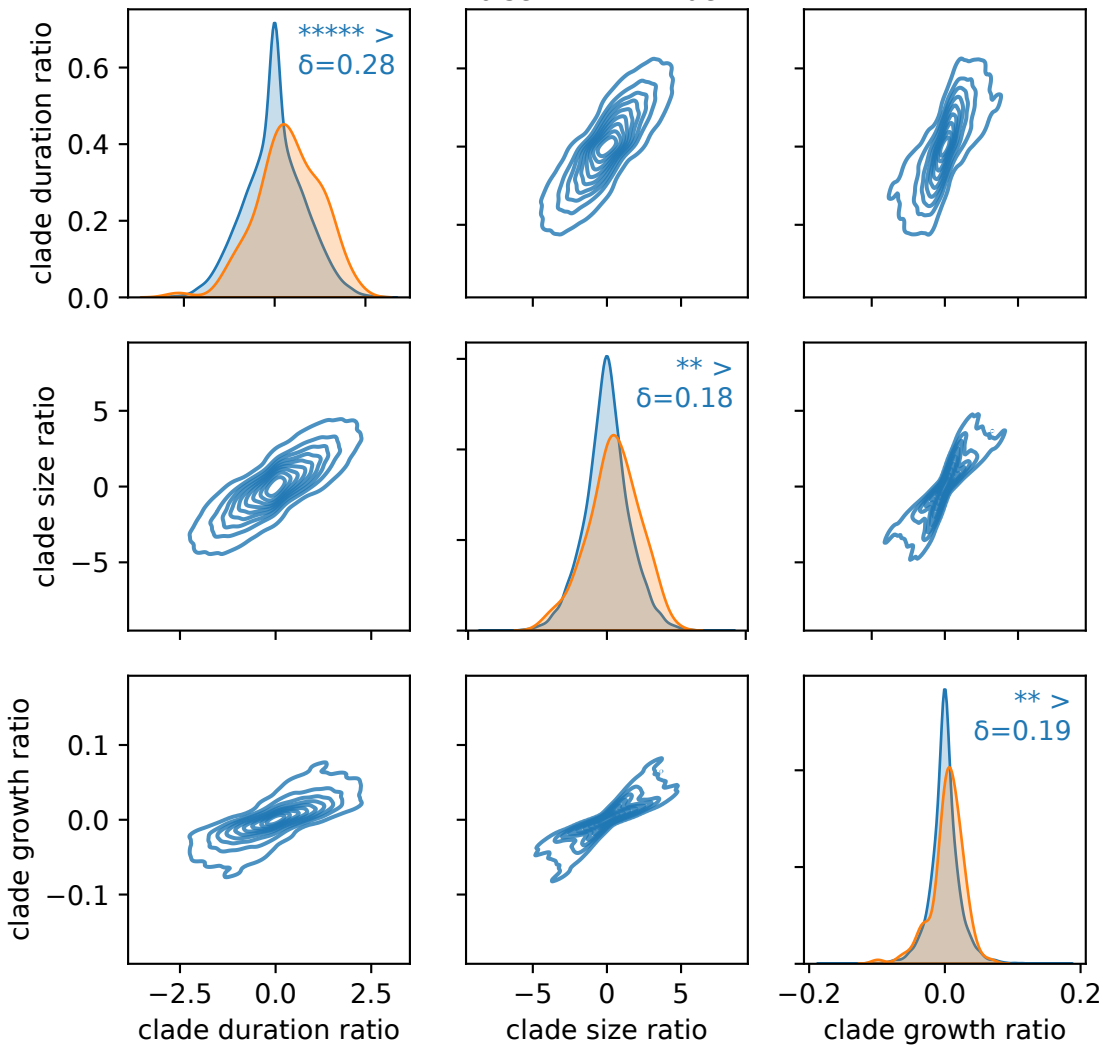 clade duration ratio
0.6
0.4
0.2
0.0
***** >
δ=0.28
clade size ratio
5
0
−5
** >
δ=0.18
clade growth ratio
0.1
0.0
−0.1
** >
δ=0.19
−2.5 0.0 2.5
−5 0 5
−0.2 0.0 0.2
clade duration ratio
clade size ratio
clade growth ratio